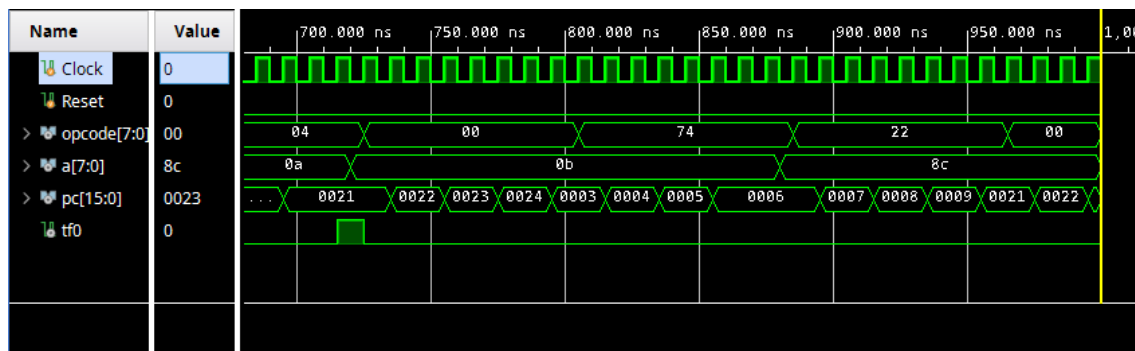 Name Value 700.000 ns 750.000 ns 800.000 ns 850.000 ns 900.000 ns 950.000 ns 1,00
Clock 0
Reset 0
> opcode[7:0] 00 04 00 74 22 00
> a[7:0] 8c 0a 0b 8c
> pc[15:0] 0023 ... 0021 0022 0023 0024 0003 0004 0005 0006 0007 0008 0009 0021 0022
tf0 0